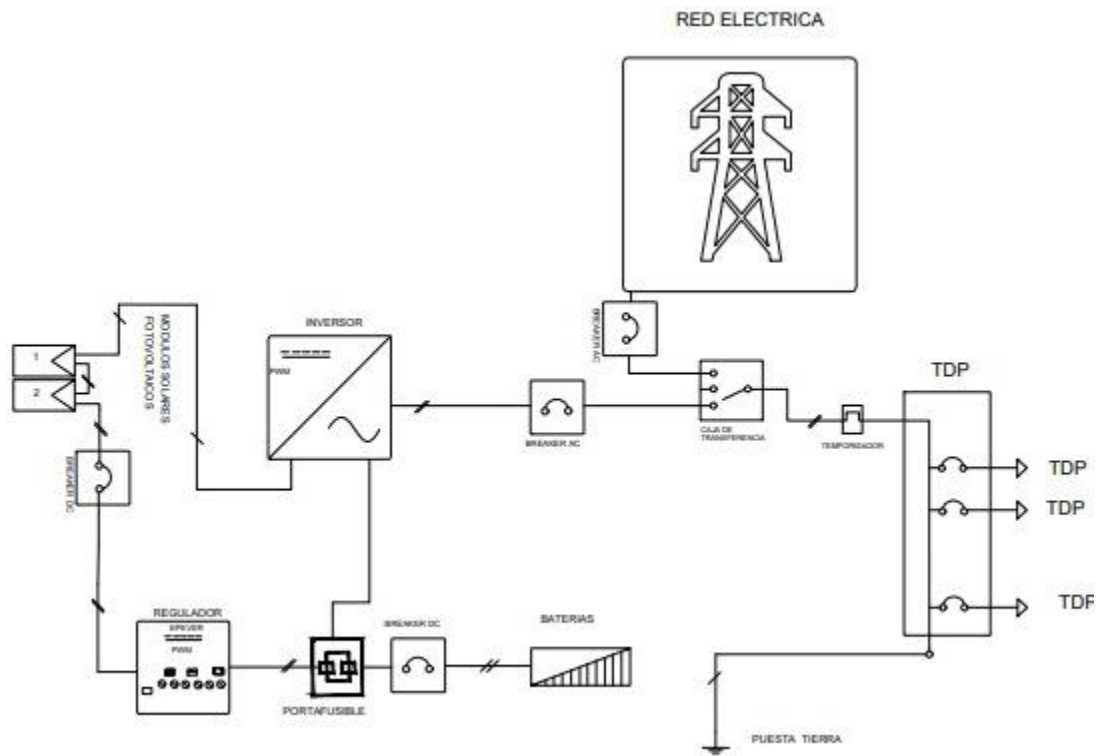 RED ELECTRICA
BREAKER AC
MODULOS SOLARES
FOTOVOLTAICOS
INVERSOR
PWM
1
2
BREAKER DC
BREAKER AC
CAJA DE
TRANSFERENCIA
TEMPORIZADOR
TDP
TDP
TDP
TDP
REGULADOR
EPEVER
PWM
PORTAFUSIBLE
BREAKER DC
BATERIAS
PUESTA TIERRA